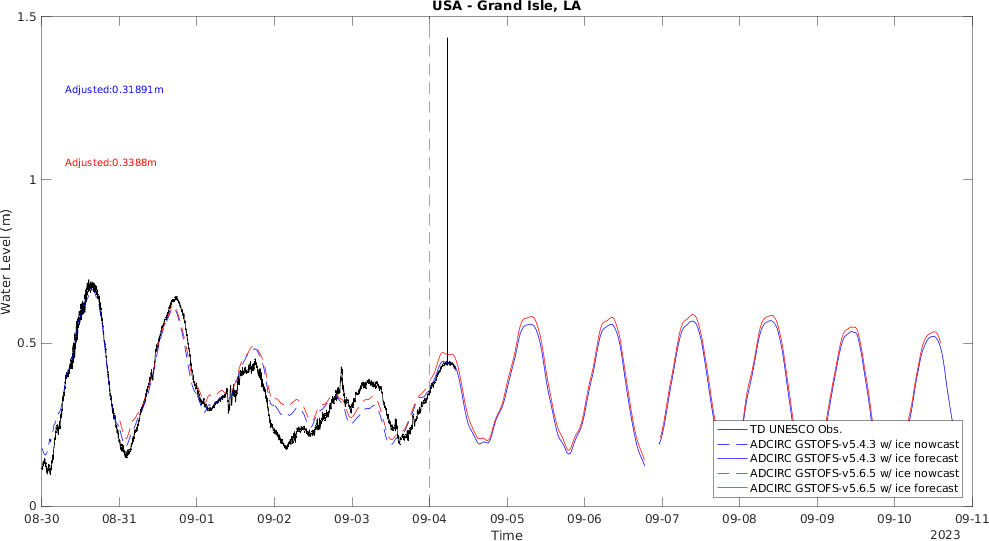 USA - Grand Isle, LA
1.5
Adjusted:0.31891m
Adjusted:0.3388m
1
Water Level (m)
0.5
0
TD UNESCO Obs.
ADCIRC GSTOFS-v5.4.3 w/ ice nowcast
ADCIRC GSTOFS-v5.4.3 w/ ice forecast
ADCIRC GSTOFS-v5.6.5 w/ ice nowcast
ADCIRC GSTOFS-v5.6.5 w/ ice forecast
08-30 08-31 09-01 09-02 09-03 09-04 09-05 09-06 09-07 09-08 09-09 09-10 09-11
Time
2023